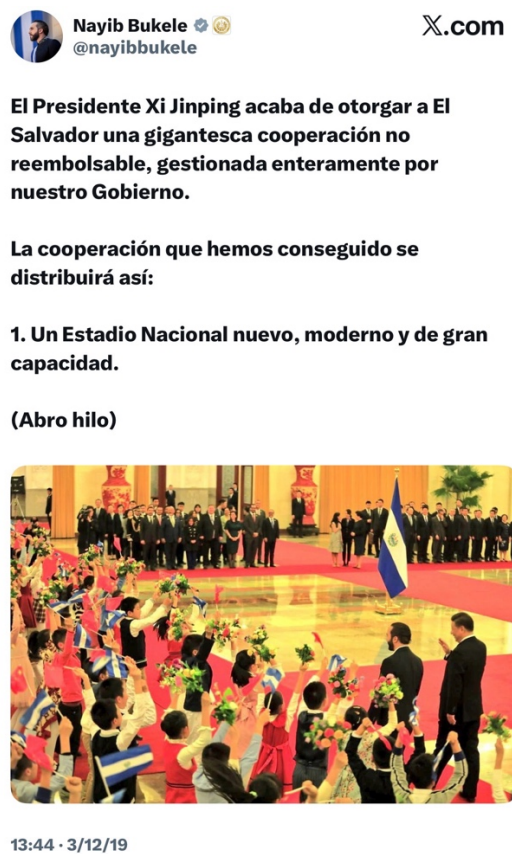 Nayib Bukele
X.com
@nayibbukele
El Presidente Xi Jinping acaba de otorgar a El
Salvador una gigantesca cooperación no
reembolsable, gestionada enteramente por
nuestro Gobierno.
La cooperación que hemos conseguido se
distribuirá así:
1. Un Estadio Nacional nuevo, moderno y de gran
capacidad.
(Abro hilo)
13:44 · 3/12/19